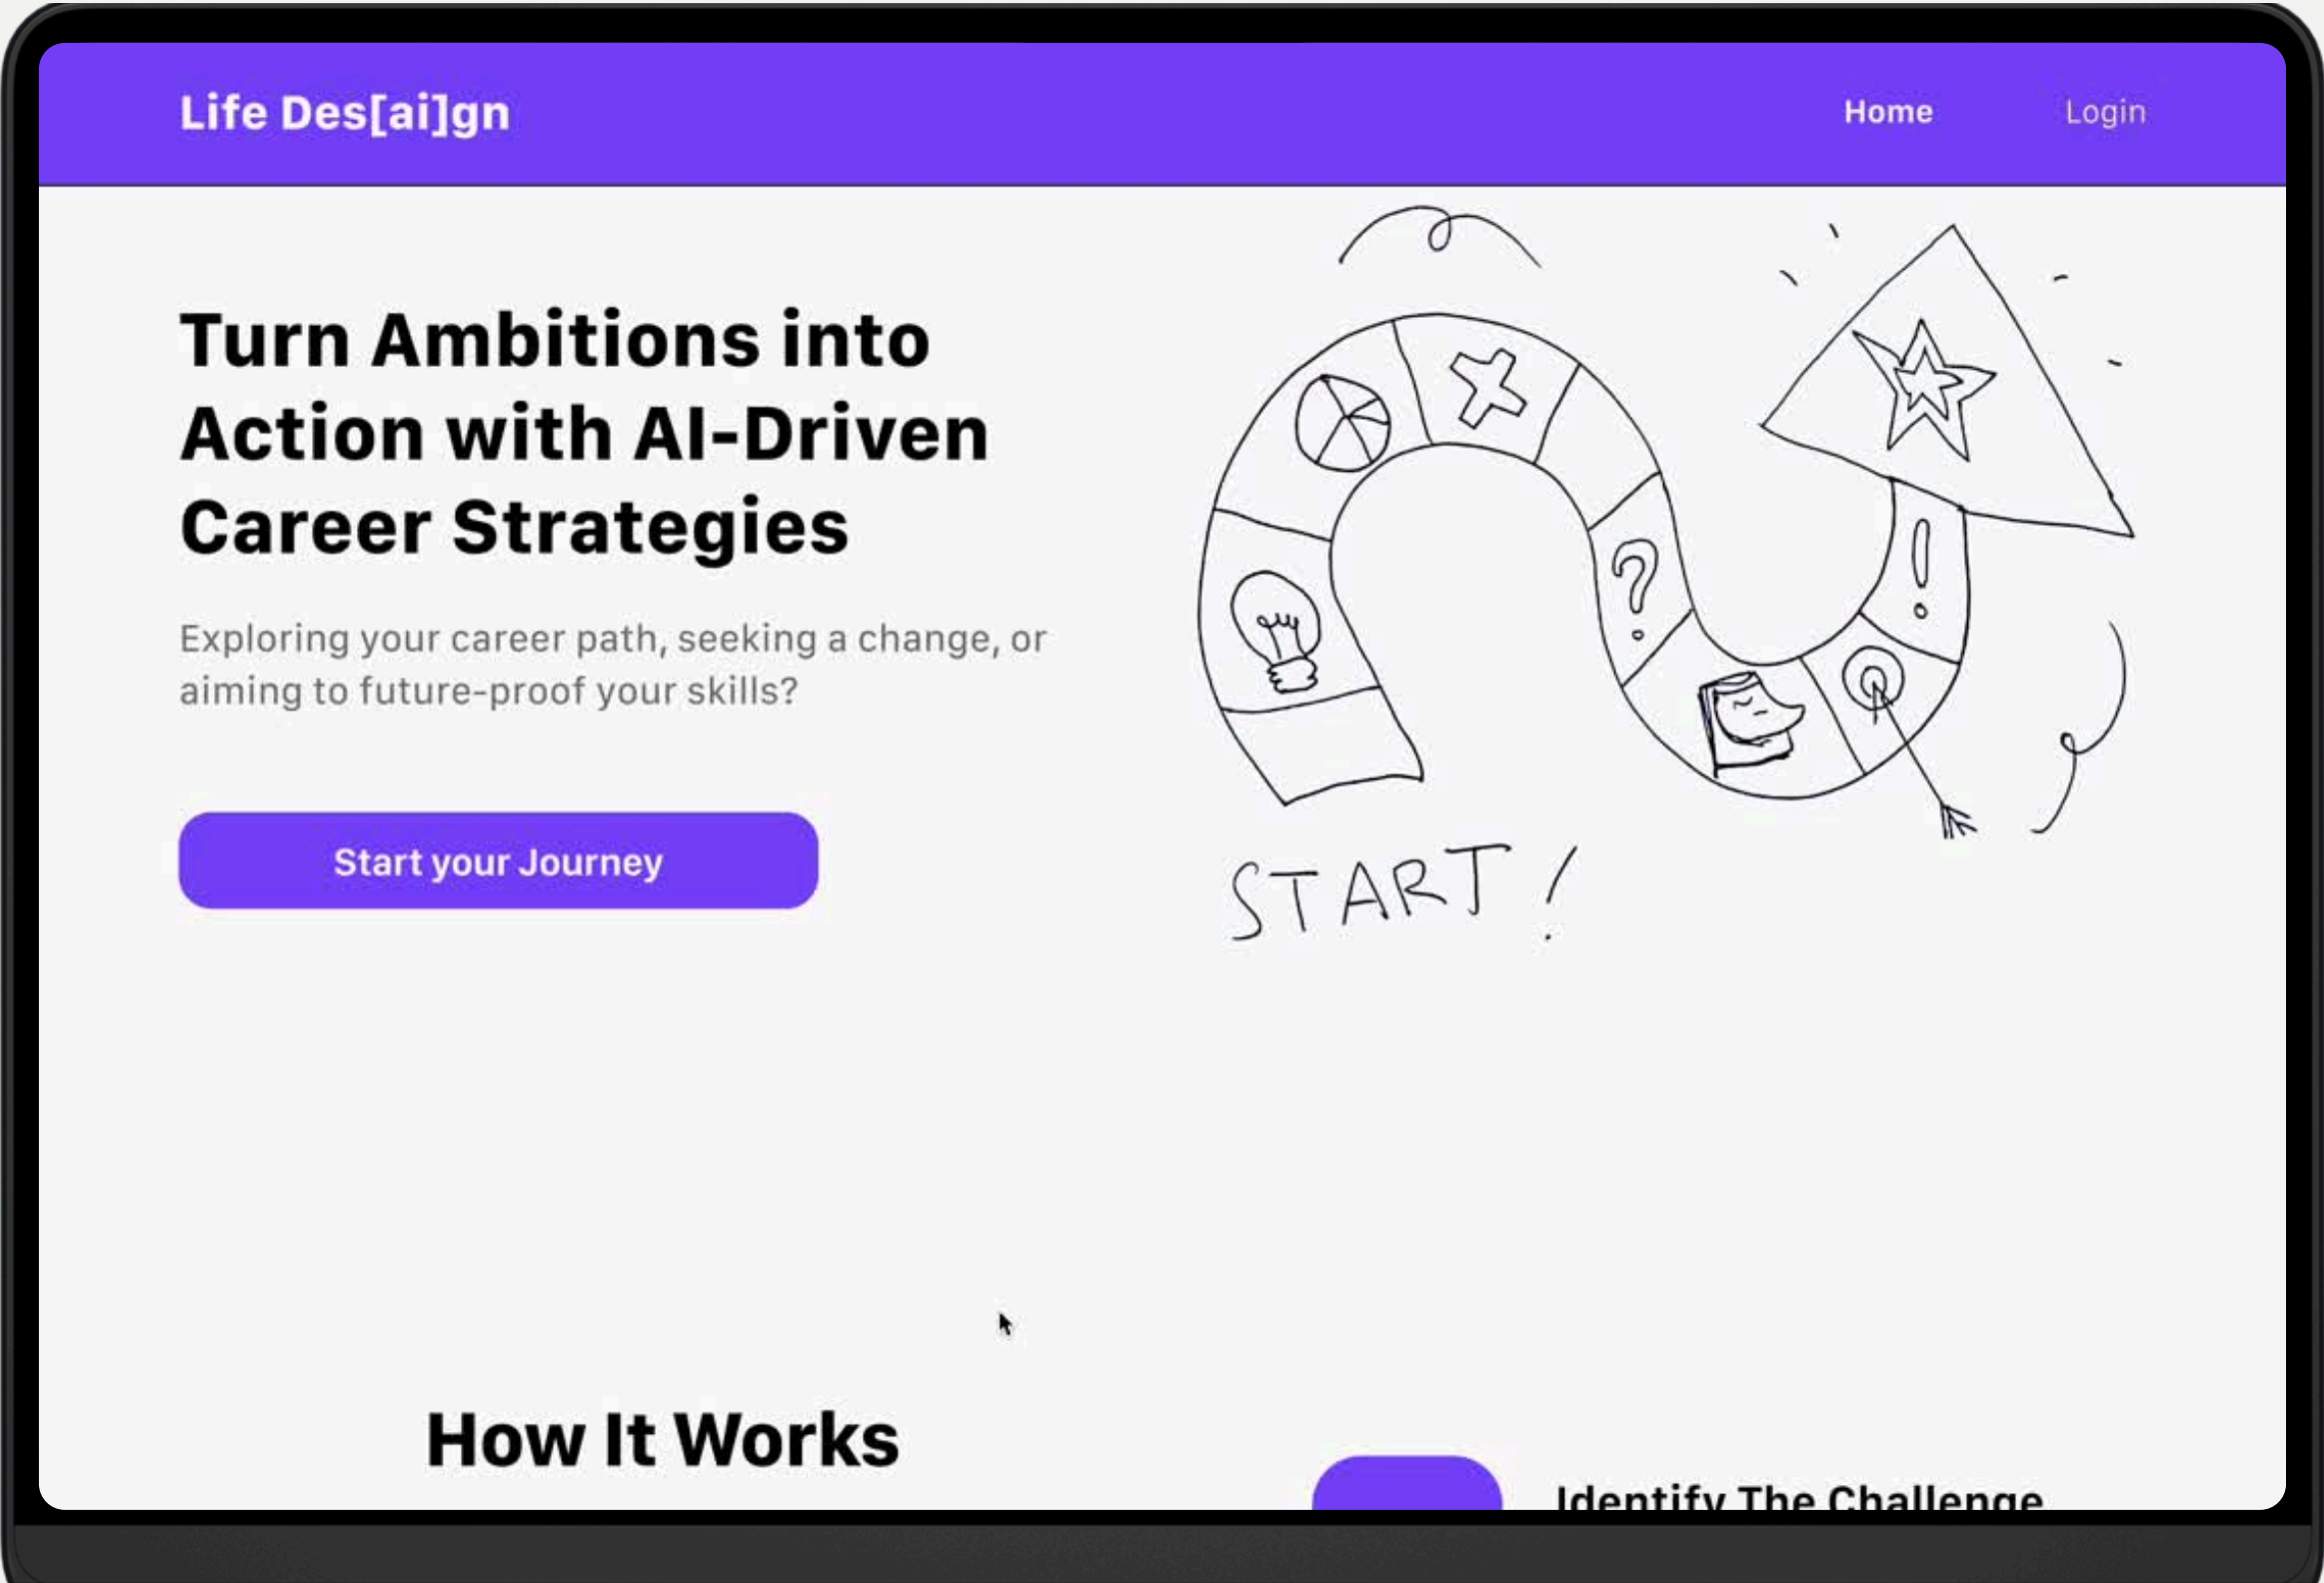 Life Des[ai]gn
Home
Login
Turn Ambitions into
Action with AI-Driven
Career Strategies
Exploring your career path, seeking a change, or
aiming to future-proof your skills?
Start your Journey
?
!
START!
How It Works
Identify The Challenge